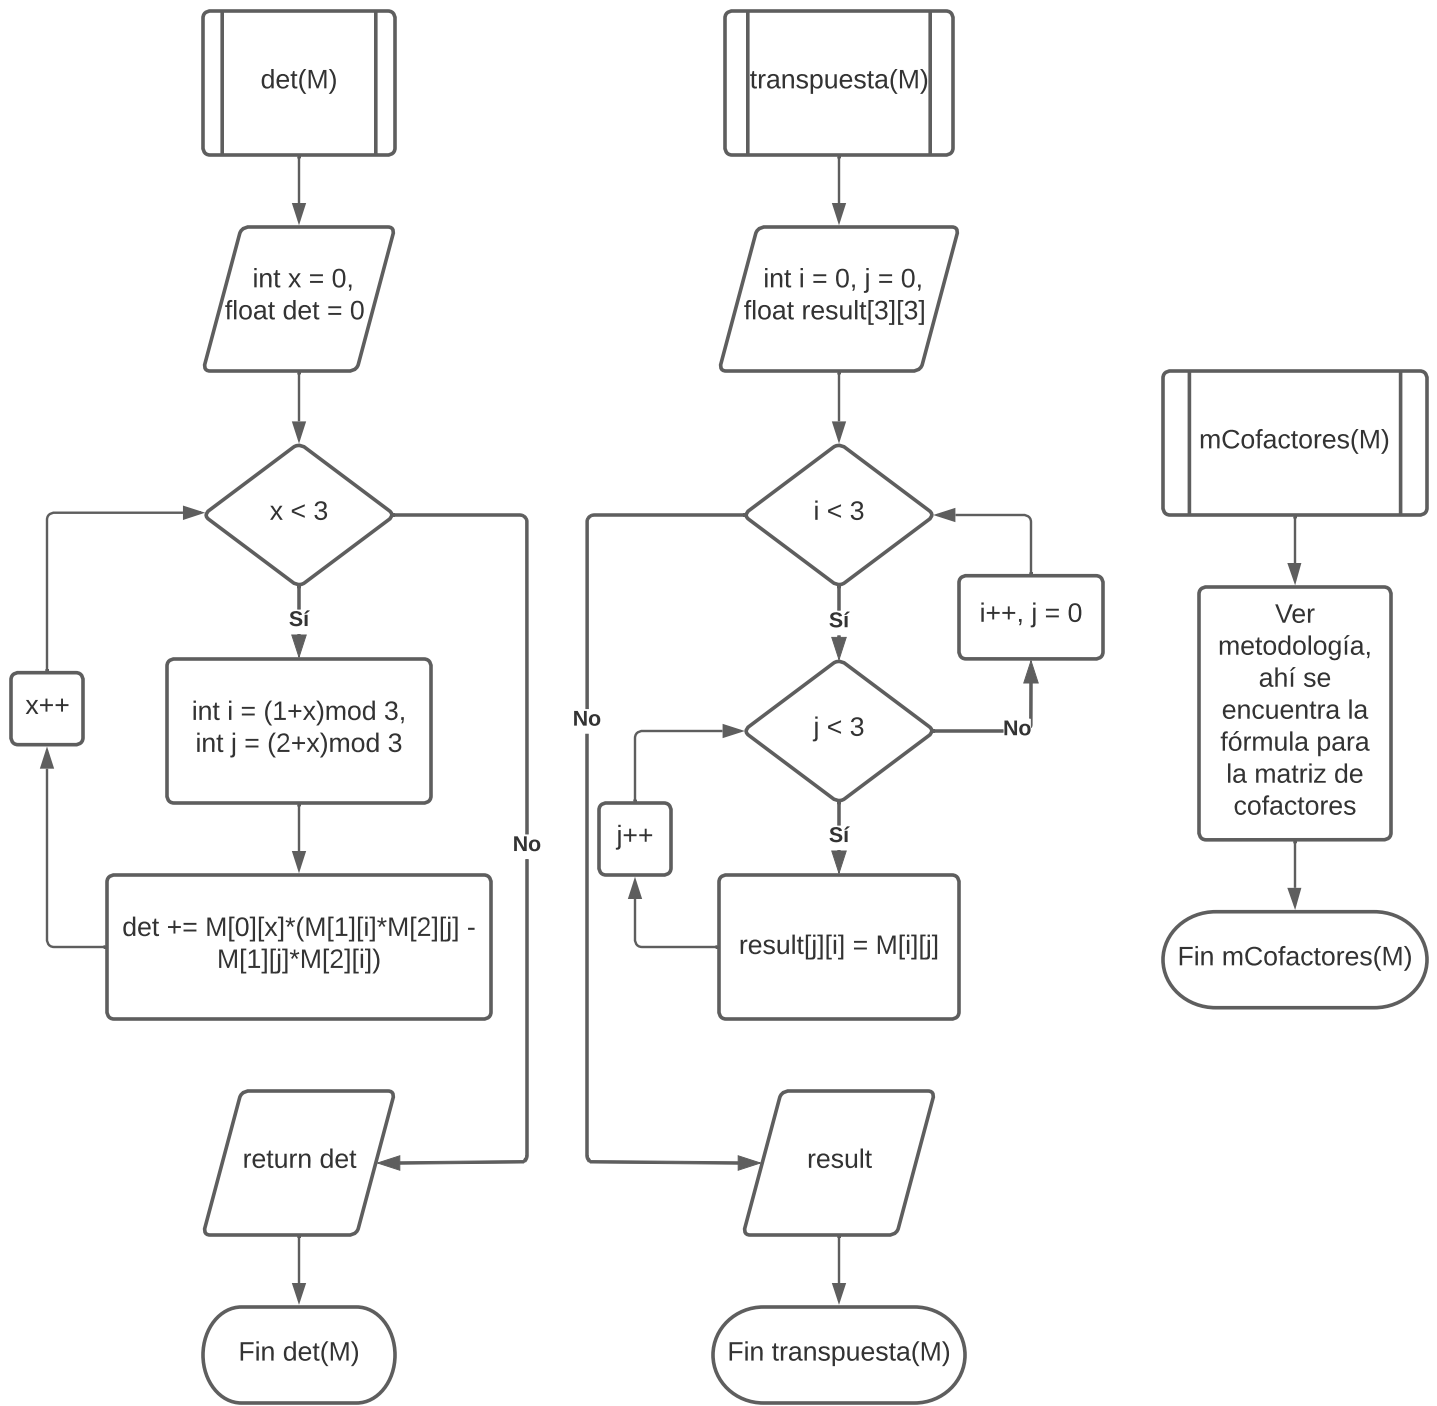 det(M)
int x = 0,
float det = 0
x < 3
Sí
int i = (1+x)mod 3,
int j = (2+x)mod 3
x++
No
det += M[0][x]*(M[1][i]*M[2][j] -
M[1][j]*M[2][i])
return det
Fin det(M)
transpuesta(M)
int i = 0, j = 0,
float result[3][3]
i < 3
Sí
i++, j = 0
No
j < 3
No
j++
Sí
result[j][i] = M[i][j]
result
Fin transpuesta(M)
mCofactores(M)
Ver
metodología,
ahí se
encuentra la
fórmula para
la matriz de
cofactores
Fin mCofactores(M)